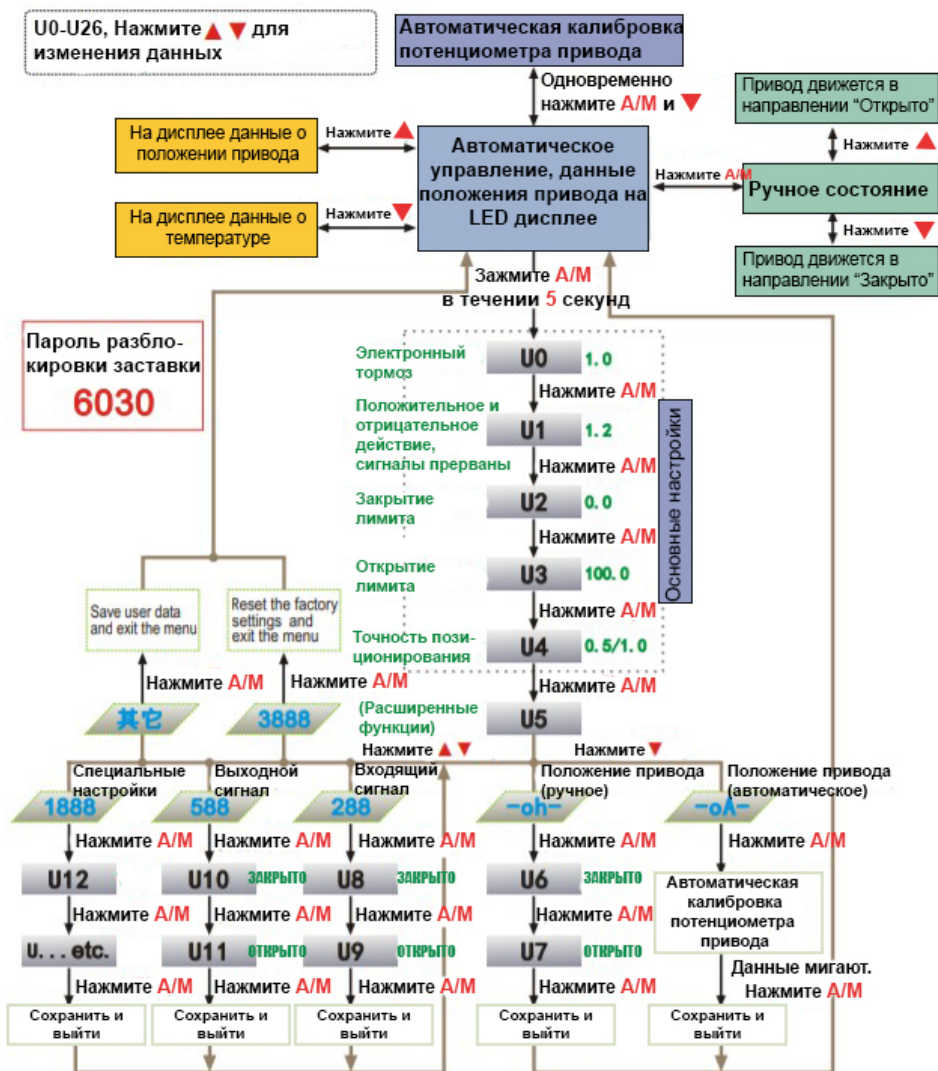 U0-U26, Нажмите ▲ ▼ для
изменения данных
Автоматическая калибровка
потенциометра привода
Одновременно
нажмите A/M и ▼
Привод движется в
направлении “Открыто”
Нажмите ▲
На дисплее данные о
положении привода
Нажмите ▲
Автоматическое
управление, данные
положения привода на
LED дисплее
Нажмите A/M
Ручное состояние
На дисплее данные о
температуре
Нажмите ▼
Нажмите ▼
Привод движется в
направлении “Закрыто”
Зажмите A/M
в течении 5 секунд
Пароль разбло-
кировки заставки
6030
Электронный
тормоз
U0
1.0
Нажмите A/M
Положительное и
отрицательное
действие,
сигналы прерваны
U1
1.2
Нажмите A/M
Закрытие
лимита
U2
0.0
Нажмите A/M
Открытие
лимита
U3
100.0
Нажмите A/M
Точность пози-
ционирования
U4
0.5/1.0
Основные настройки
Нажмите A/M
Save user data
and exit the menu
Reset the factory
settings and
exit the menu
Нажмите A/M
Нажмите A/M
其它
3888
(Расширенные
функции)
U5
Нажмите ▲ ▼
Нажмите ▼
Специальные
настройки
Выходной
сигнал
Входящий
сигнал
Положение привода
(ручное)
Положение привода
(автоматическое)
1888
588
288
-oh-
-oA-
Нажмите A/M
Нажмите A/M
Нажмите A/M
Нажмите A/M
Нажмите A/M
U12
U10
ЗАКРЫТО
U8
ЗАКРЫТО
U6
ЗАКРЫТО
Автоматическая
калибровка
потенциометра
привода
Нажмите A/M
Нажмите A/M
Нажмите A/M
Нажмите A/M
U...etc.
U11
ОТКРЫТО
U9
ОТКРЫТО
U7
ОТКРЫТО
Данные мигают.
Нажмите A/M
Нажмите A/M
Нажмите A/M
Нажмите A/M
Нажмите A/M
Сохранить и
выйти
Сохранить и
выйти
Сохранить и
выйти
Сохранить и
выйти
Сохранить и
выйти